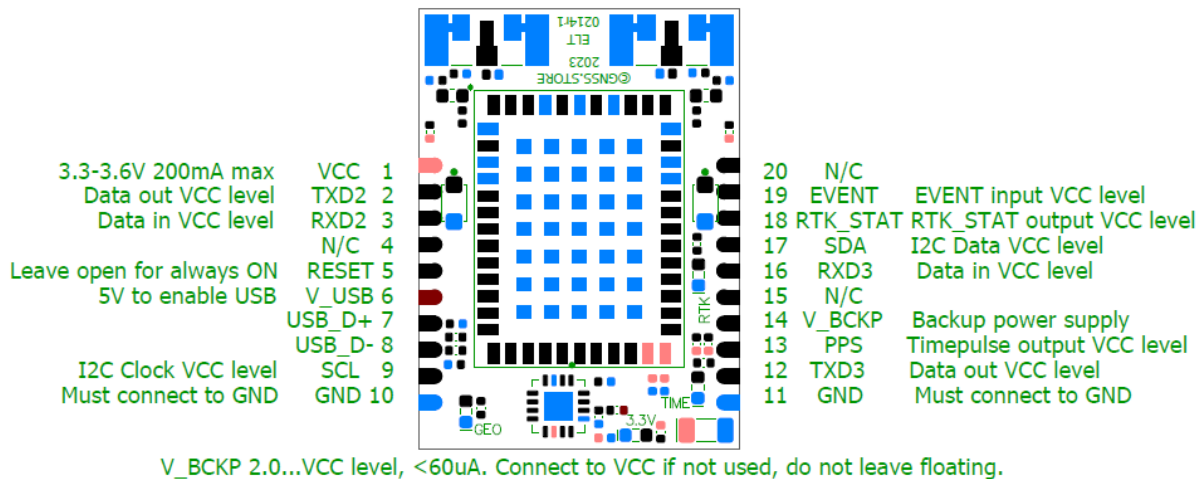 0214r1
ELT
2023
©GNSS.STORE
3.3-3.6V 200mA max VCC 1
Data out VCC level TXD2 2
Data in VCC level RXD2 3
N/C 4
Leave open for always ON RESET 5
5V to enable USB V_USB 6
USB_D+ 7
USB_D- 8
I2C Clock VCC level SCL 9
Must connect to GND GND 10
20 N/C
19 EVENT EVENT input VCC level
18 RTK_STAT RTK_STAT output VCC level
17 SDA I2C Data VCC level
16 RXD3 Data in VCC level
15 N/C
14 V_BCKP Backup power supply
13 PPS Timepulse output VCC level
12 TXD3 Data out VCC level
11 GND Must connect to GND
RTK
TIME
3.3V
GEO
V_BCKP 2.0...VCC level, <60uA. Connect to VCC if not used, do not leave floating.